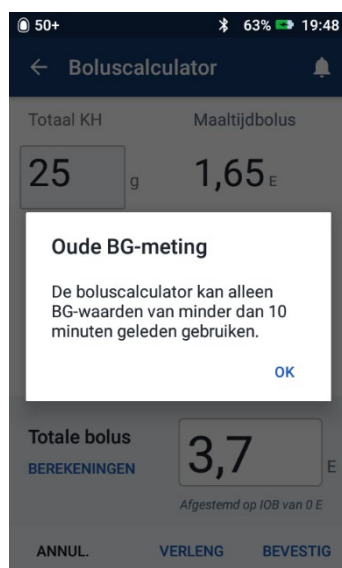 50+ 63% 19:48
← Boluscalculator
Totaal KH Maaltijdbolus
25 g 1,65 E
Oude BG-meting
De boluscalculator kan alleen
BG-waarden van minder dan 10
minuten geleden gebruiken.
OK
Totale bolus
BEREKENINGEN
3,7 E
Afgestemd op IOB van 0 E
ANNUL. VERLENG BEVESTIG